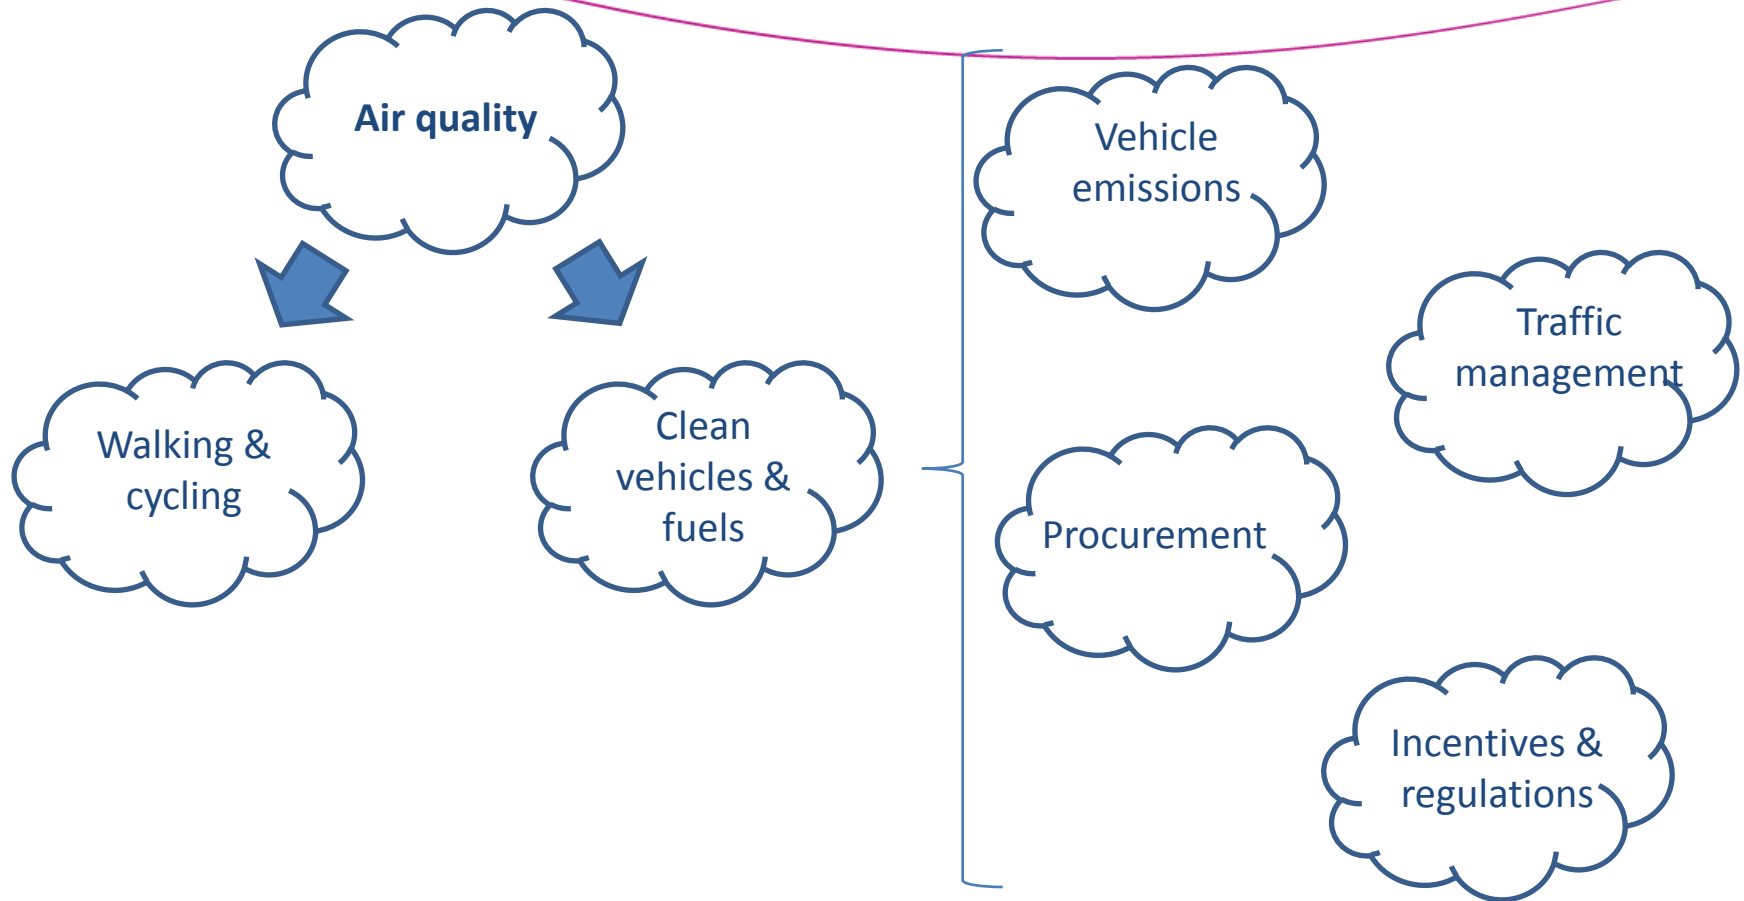 Air quality
Walking &
cycling
Clean
vehicles &
fuels
Vehicle
emissions
Traffic
management
Procurement
Incentives &
regulations